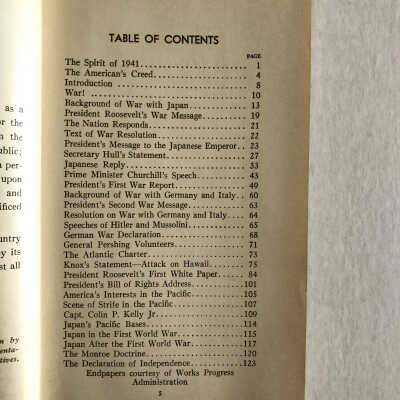 as a
or the
n the
ublic;
per-
upon
and
ificed
untry
y its
st all
n by
enta-
tives.
TABLE OF CONTENTS
PAGE
The Spirit of 1941 1
The American's Creed 4
Introduction 8
War! 10
Background of War with Japan 13
President Roosevelt's War Message 19
The Nation Responds 21
Text of War Resolution 22
President's Message to the Japanese Emperor 23
Secretary Hull's Statement 27
Japanese Reply 33
Prime Minister Churchill's Speech 43
President's First War Report 49
Background of War with Germany and Italy 60
President's Second War Message 63
Resolution on War with Germany and Italy 64
Speeches of Hitler and Mussolini 65
German War Declaration 68
General Pershing Volunteers 71
The Atlantic Charter 73
Knox's Statement—Attack on Hawaii 75
President Roosevelt's First White Paper 84
President's Bill of Rights Address 101
America's Interests in the Pacific 105
Scene of Strife in the Pacific 107
Capt. Colin P. Kelly Jr 109
Japan's Pacific Bases 114
Japan in the First World War 115
Japan After the First World War 117
The Monroe Doctrine 120
The Declaration of Independence 123
Endpapers courtesy of Works Progress
Administration
5